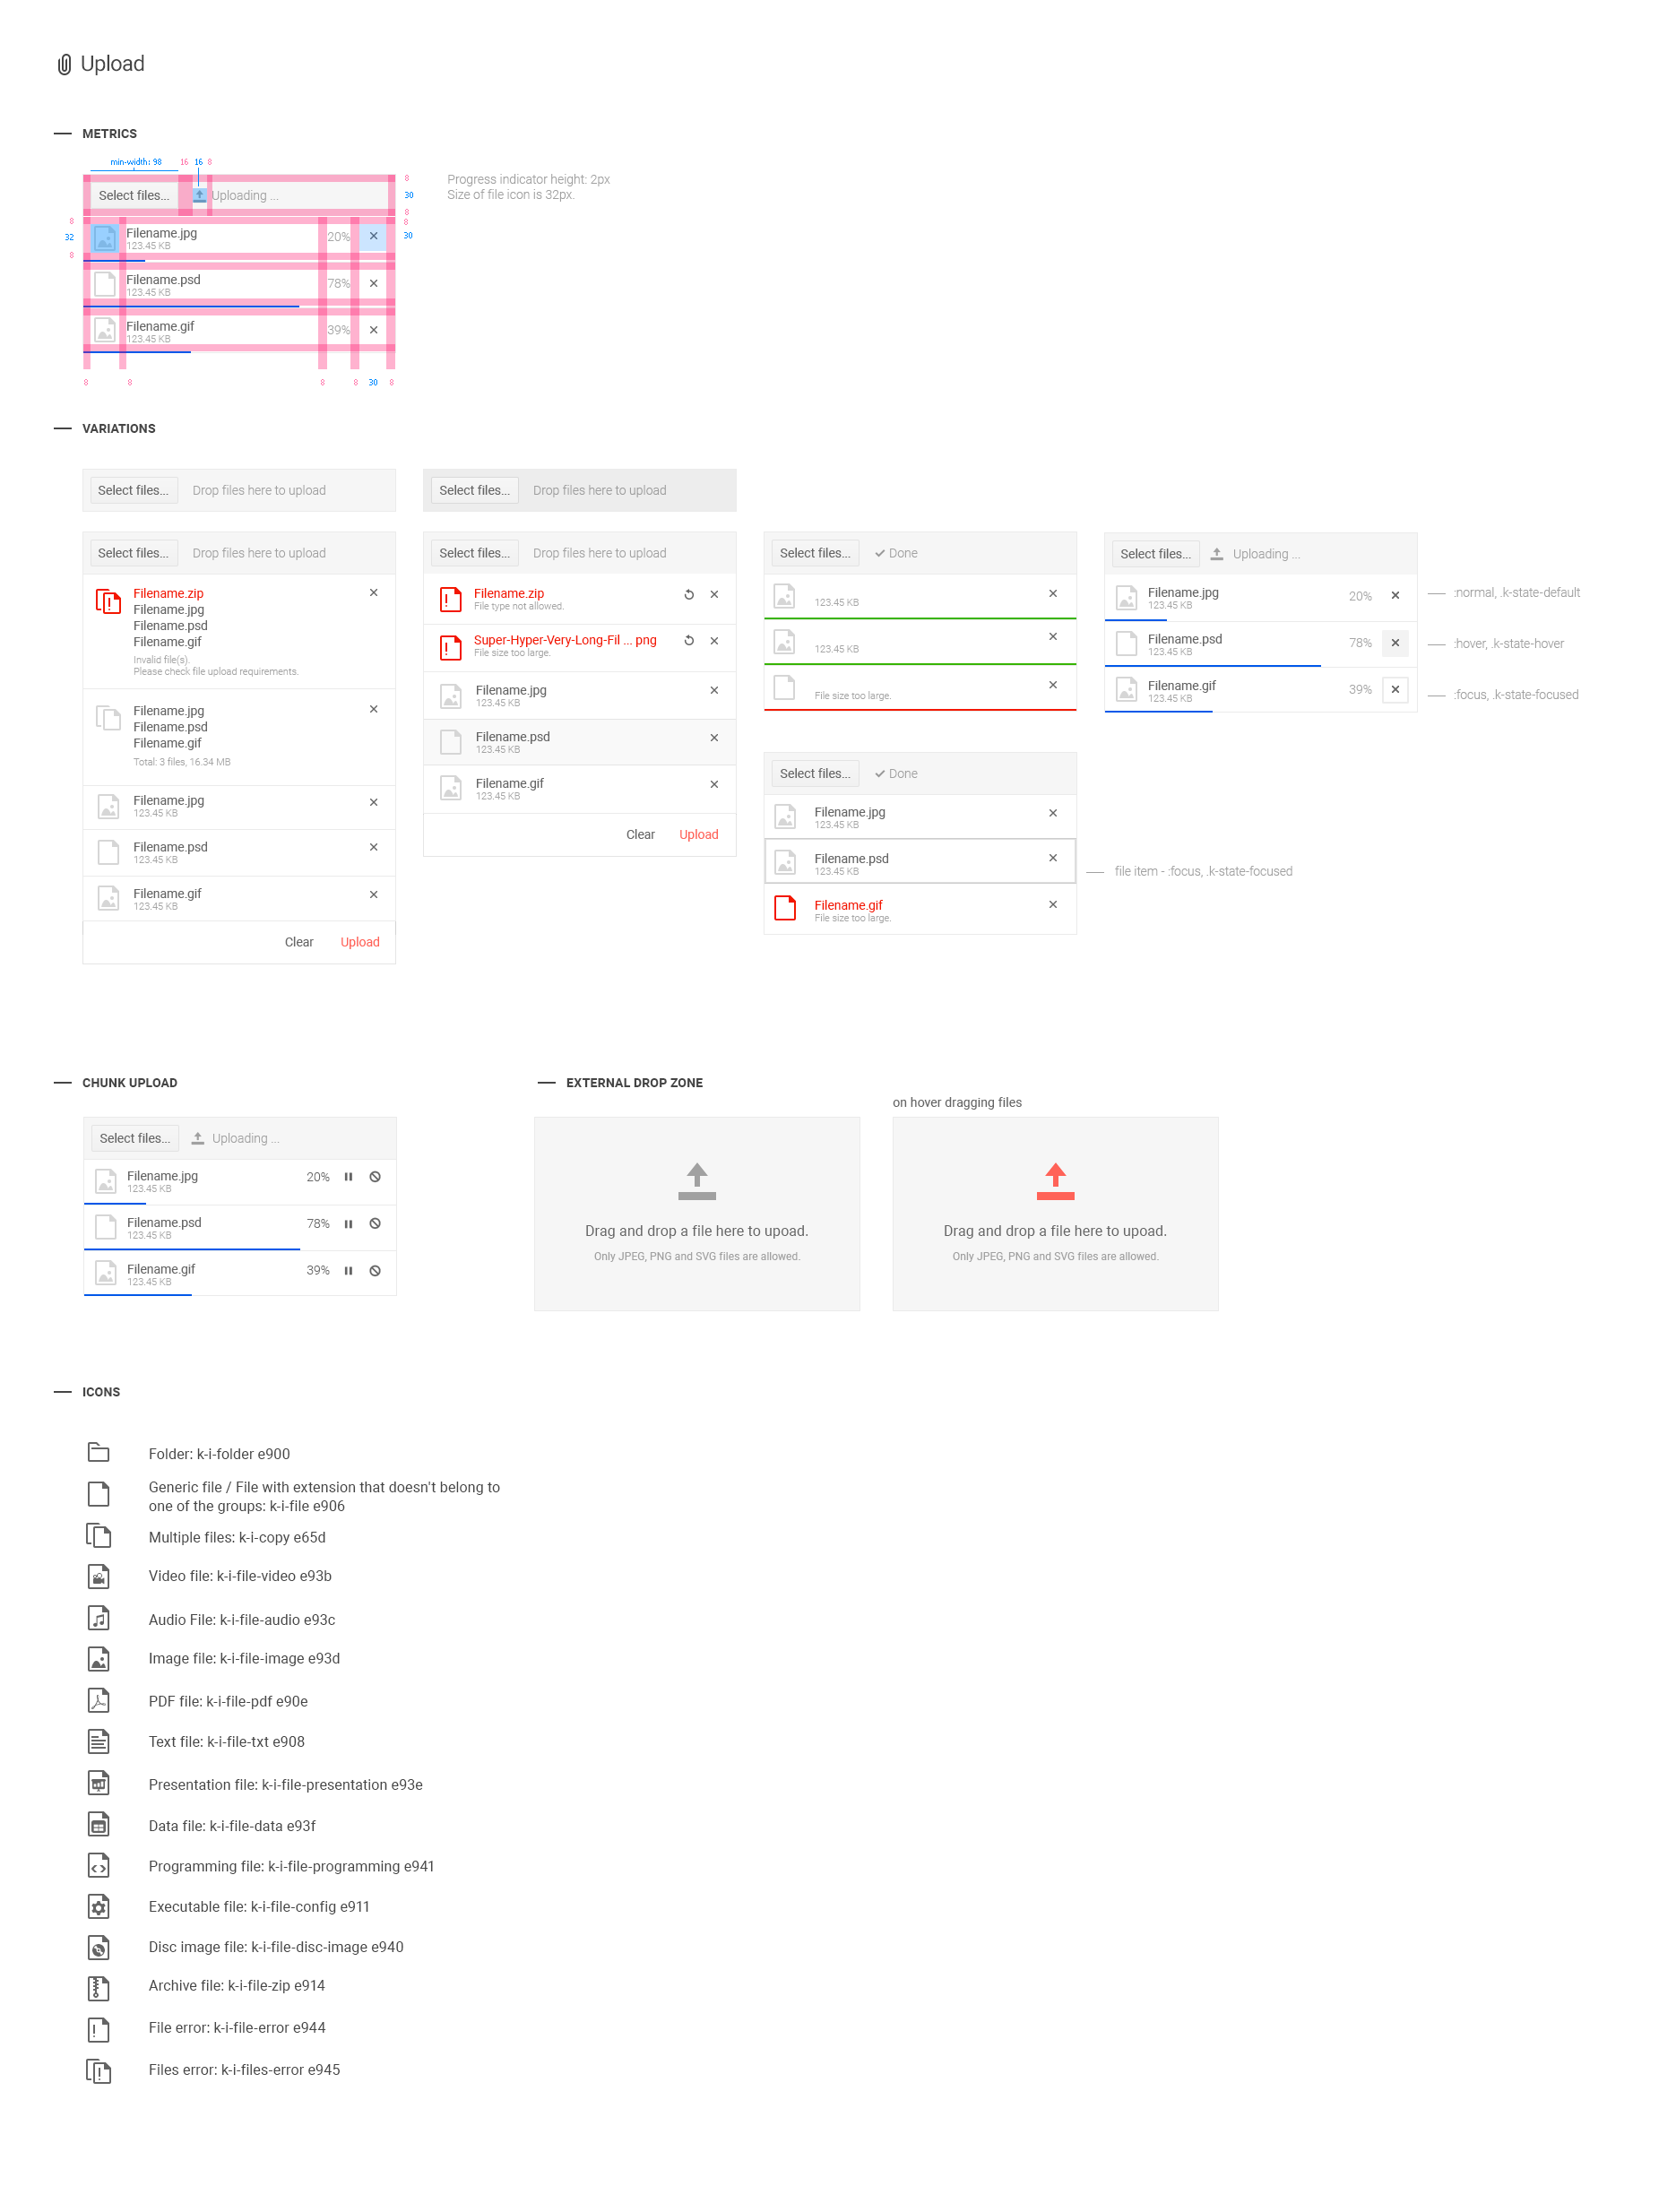 Upload
METRICS
min-width: 98 16 16 8
Select files... Uploading ...
8
30
8
Progress indicator height: 2px
Size of file icon is 32px.
8
32
8
Filename.jpg
123.45 KB
20%
8
30
Filename.psd
123.45 KB
78%
Filename.gif
123.45 KB
39%
8 8 8 8 30 8
VARIATIONS
Select files... Drop files here to upload
Select files... Drop files here to upload
Select files... Drop files here to upload
Filename.zip
Filename.jpg
Filename.psd
Filename.gif
Invalid file(s).
Please check file upload requirements.
Filename.jpg
Filename.psd
Filename.gif
Total: 3 files, 16.34 MB
Filename.jpg
123.45 KB
Filename.psd
123.45 KB
Filename.gif
123.45 KB
Clear Upload
Select files... Drop files here to upload
Filename.zip
File type not allowed.
Super-Hyper-Very-Long-Fil ... png
File size too large.
Filename.jpg
123.45 KB
Filename.psd
123.45 KB
Filename.gif
123.45 KB
Clear Upload
Select files... Done
123.45 KB
123.45 KB
File size too large.
Select files... Done
Filename.jpg
123.45 KB
Filename.psd
123.45 KB
Filename.gif
File size too large.
file item - :focus, .k-state-focused
Select files... Uploading ...
Filename.jpg
123.45 KB
20%
:normal, .k-state-default
Filename.psd
123.45 KB
78%
:hover, .k-state-hover
Filename.gif
123.45 KB
39%
:focus, .k-state-focused
CHUNK UPLOAD
Select files... Uploading ...
Filename.jpg
123.45 KB
20%
Filename.psd
123.45 KB
78%
Filename.gif
123.45 KB
39%
EXTERNAL DROP ZONE
Drag and drop a file here to upoad.
Only JPEG, PNG and SVG files are allowed.
on hover dragging files
Drag and drop a file here to upoad.
Only JPEG, PNG and SVG files are allowed.
ICONS
Folder: k-i-folder e900
Generic file / File with extension that doesn't belong to
one of the groups: k-i-file e906
Multiple files: k-i-copy e65d
Video file: k-i-file-video e93b
Audio File: k-i-file-audio e93c
Image file: k-i-file-image e93d
PDF file: k-i-file-pdf e90e
Text file: k-i-file-txt e908
Presentation file: k-i-file-presentation e93e
Data file: k-i-file-data e93f
Programming file: k-i-file-programming e941
Executable file: k-i-file-config e911
Disc image file: k-i-file-disc-image e940
Archive file: k-i-file-zip e914
File error: k-i-file-error e944
Files error: k-i-files-error e945